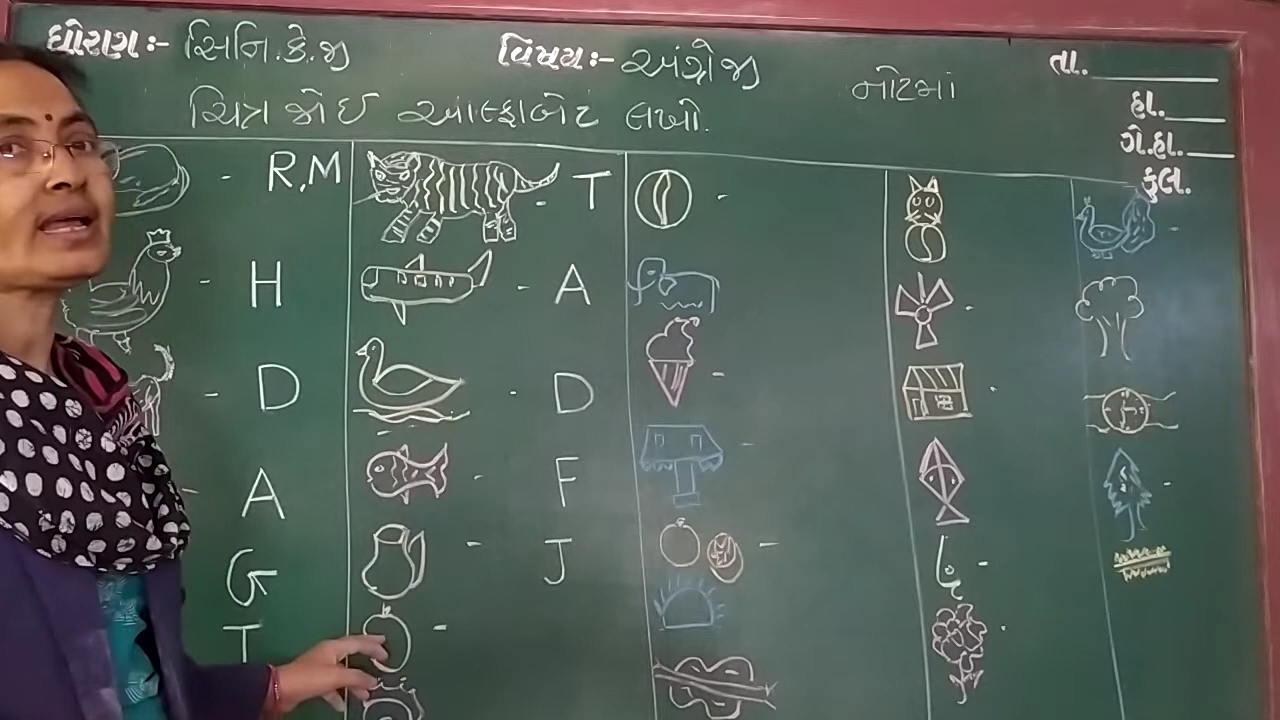 ધોરણ:- સિનિ.કે.જી વિષય:- અંગ્રેજી નોટમાં તા.
ચિત્ર જોઈ આલ્ફાબેટ લખો. હા.
ગે.હા.
કુલ.
- R,M - T -
- H - A -
- D - D -
- A - F -
G - J -
T -